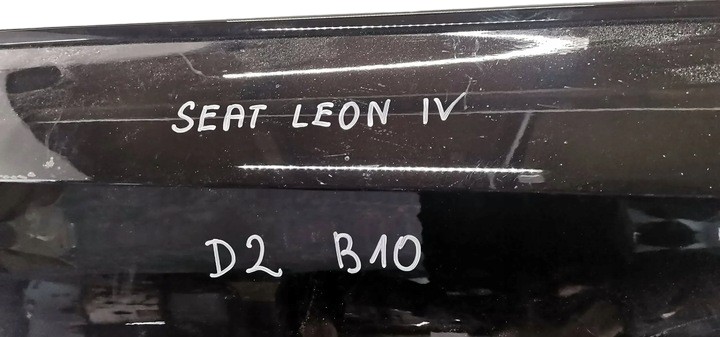 SEAT LEON IV
D2 B10